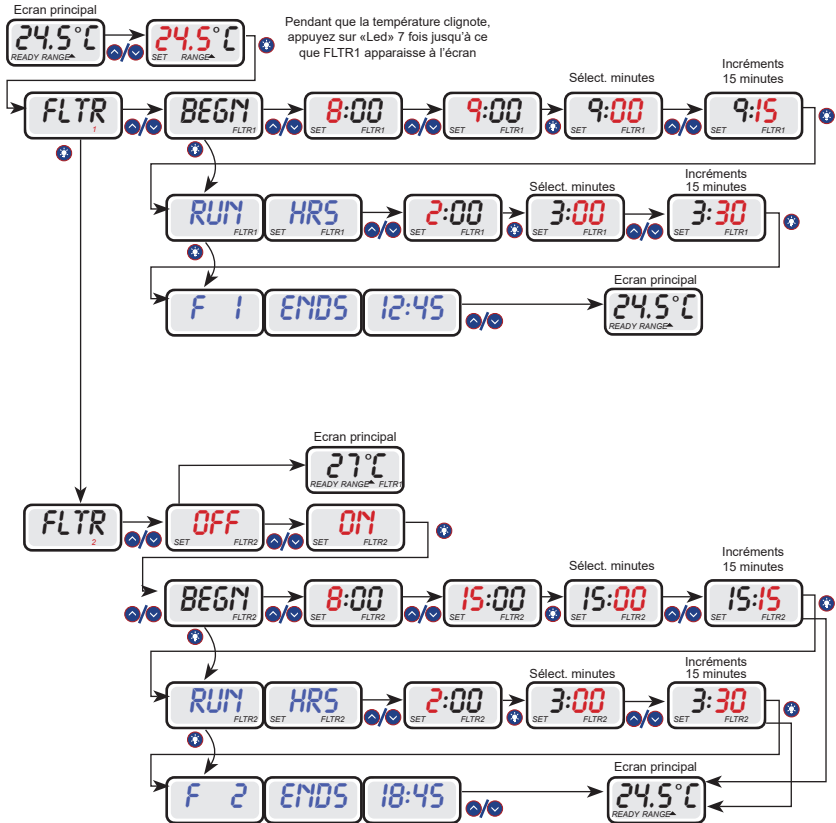 Ecran principal
24.5°C
READY RANGE
24.5°C
SET RANGE
Pendant que la température clignote,
appuyez sur «Led» 7 fois jusqu'à ce
que FLTR1 apparaisse à l'écran
Sélect. minutes
Incréments
15 minutes
FLTR
1
BEGN
FLTR1
8:00
SET FLTR1
9:00
SET FLTR1
9:00
SET FLTR1
9:15
SET FLTR1
Sélect. minutes
Incréments
15 minutes
RUN
FLTR1
HRS
SET FLTR1
2:00
SET FLTR1
3:00
SET FLTR1
3:30
SET FLTR1
Ecran principal
F 1
ENDS
12:45
24.5°C
READY RANGE
Ecran principal
27°C
READY RANGE FLTR1
FLTR
2
OFF
SET FLTR2
ON
SET FLTR2
Sélect. minutes
Incréments
15 minutes
BEGN
FLTR2
8:00
SET FLTR2
15:00
SET FLTR2
15:00
SET FLTR2
15:15
SET FLTR2
Sélect. minutes
Incréments
15 minutes
RUN
FLTR2
HRS
SET FLTR2
2:00
SET FLTR2
3:00
SET FLTR2
3:30
SET FLTR2
Ecran principal
F 2
ENDS
18:45
24.5°C
READY RANGE